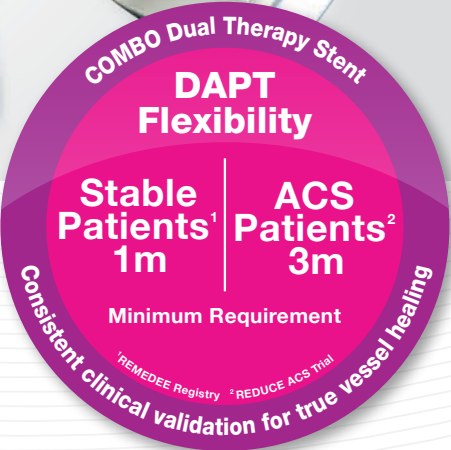 COMBO Dual Therapy Stent
DAPT
Flexibility
Stable
Patients¹
1m
ACS
Patients²
3m
Minimum Requirement
¹REMEDEE Registry ²REDUCE ACS Trial
Consistent clinical validation for true vessel healing